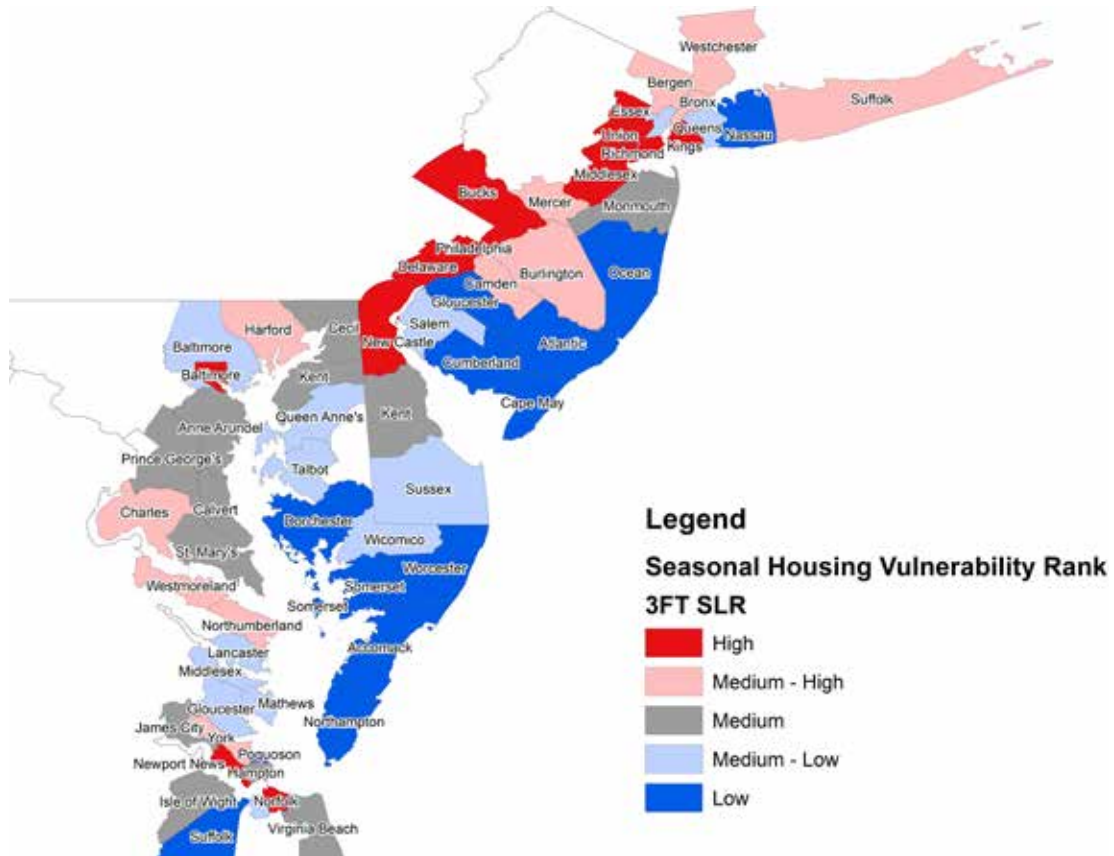 Westchester
Bergen
Suffolk
Essex
Bronx
Union
Queens
Nassau
Richmond
Kings
Middlesex
Bucks
Mercer
Monmouth
Philadelphia
Delaware
Burlington
Ocean
Camden
Gloucester
Salem
Harford
Cecil
New Castle
Atlantic
Baltimore
Cumberland
Baltimore
Kent
Cape May
Kent
Queen Anne's
Anne Arundel
Prince George's
Talbot
Sussex
Charles
Calvert
Dorchester
Wicomico
St. Mary's
Worcester
Westmoreland
Somerset
Somerset
Northumberland
Accomack
Lancaster
Middlesex
Mathews
Gloucester
Northampton
James City
York
Poquoson
Newport News
Hampton
Isle of Wight
Norfolk
Virginia Beach
Suffolk
Legend
Seasonal Housing Vulnerability Rank
3FT SLR
High
Medium - High
Medium
Medium - Low
Low